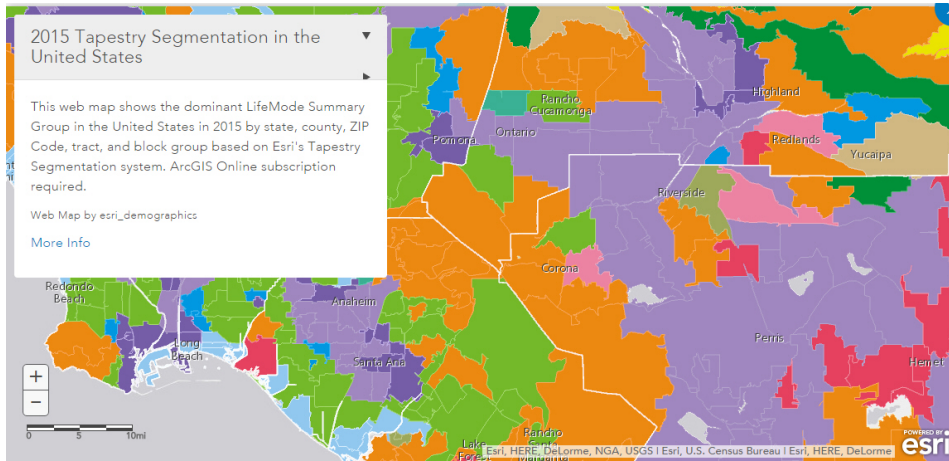 2015 Tapestry Segmentation in the
United States
This web map shows the dominant LifeMode Summary
Group in the United States in 2015 by state, county, ZIP
Code, tract, and block group based on Esri's Tapestry
Segmentation system. ArcGIS Online subscription
required.
Web Map by esri_demographics
More Info
Rancho
Cucamonga
Highland
Ontario
Pomona
Redlands
Yucaipa
Riverside
Corona
Redondo
Beach
Anaheim
Long
Beach
Santa Ana
Perris
Hemet
+
−
0 5 10mi
Lake
Forest
Rancho
Esri, HERE, DeLorme, NGA, USGS | Esri, U.S. Census Bureau | Esri, HERE, DeLorme
POWERED BY
esri